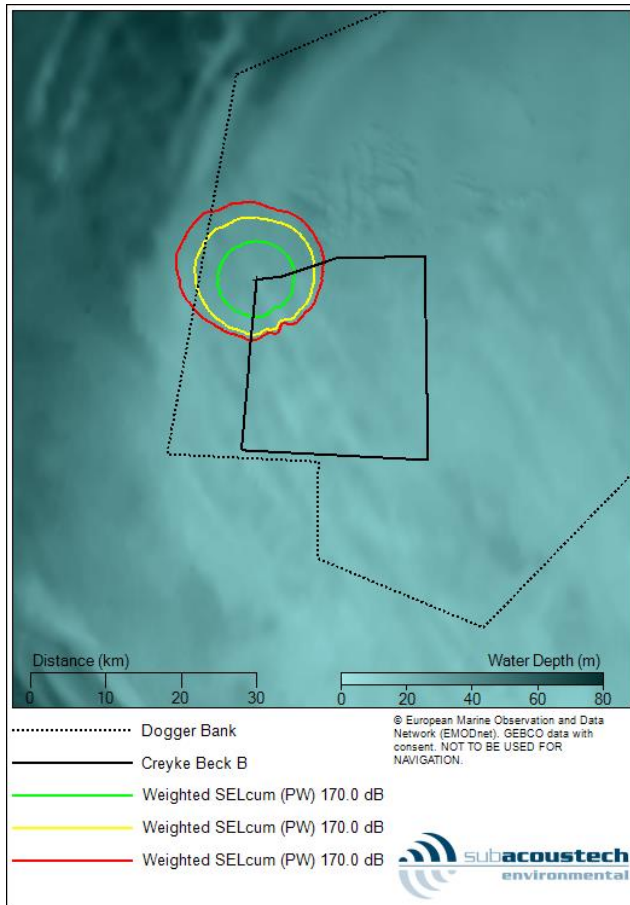 Distance (km)
0 10 20 30
Water Depth (m)
0 20 40 60 80
Dogger Bank
Creyke Beck B
Weighted SELcum (PW) 170.0 dB
Weighted SELcum (PW) 170.0 dB
Weighted SELcum (PW) 170.0 dB
© European Marine Observation and Data
Network (EMODnet). GEBCO data with
consent. NOT TO BE USED FOR
NAVIGATION.
subacoustech
environmental